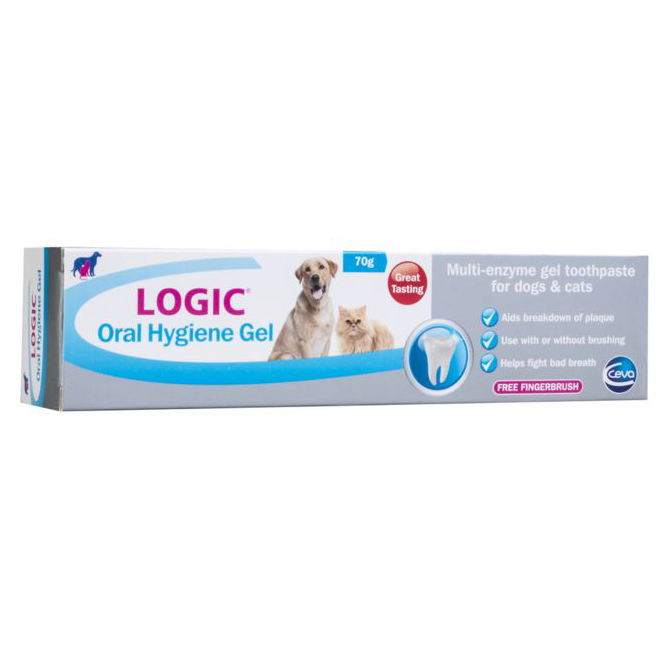 LOGIC
Oral Hygiene Gel
LOGIC®
Oral Hygiene Gel
70g
Great
Tasting
Multi-enzyme gel toothpaste
for dogs & cats
Aids breakdown of plaque
Use with or without brushing
Helps fight bad breath
FREE FINGERBRUSH
ceva